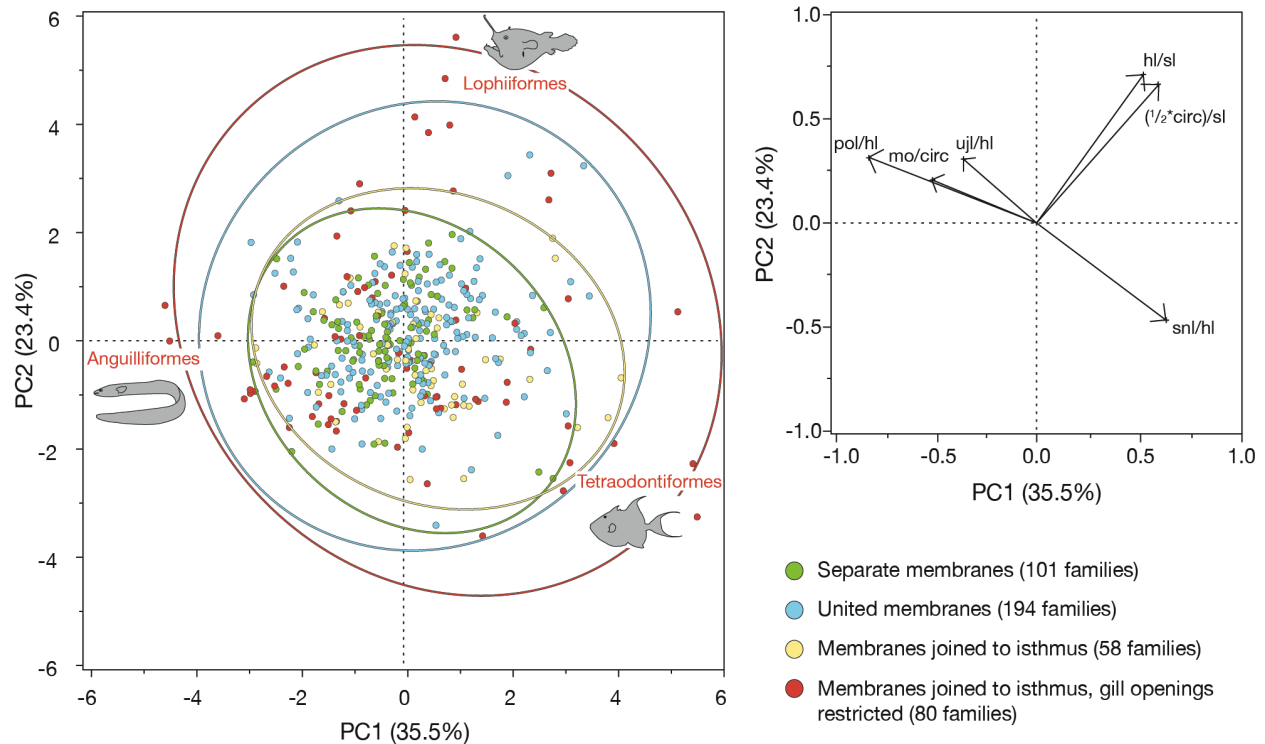 6
4
2
0
-2
-4
-6
PC2 (23.4%)
Lophiiformes
Anguilliformes
Tetraodontiformes
-6
-4
-2
0
2
4
6
PC1 (35.5%)
1.0
0.5
0.0
-0.5
-1.0
PC2 (23.4%)
hl/sl
(1/2*circ)/sl
pol/hl
mo/circ
ujl/hl
snl/hl
-1.0
-0.5
0.0
0.5
1.0
PC1 (35.5%)
Separate membranes (101 families)
United membranes (194 families)
Membranes joined to isthmus (58 families)
Membranes joined to isthmus, gill openings
restricted (80 families)